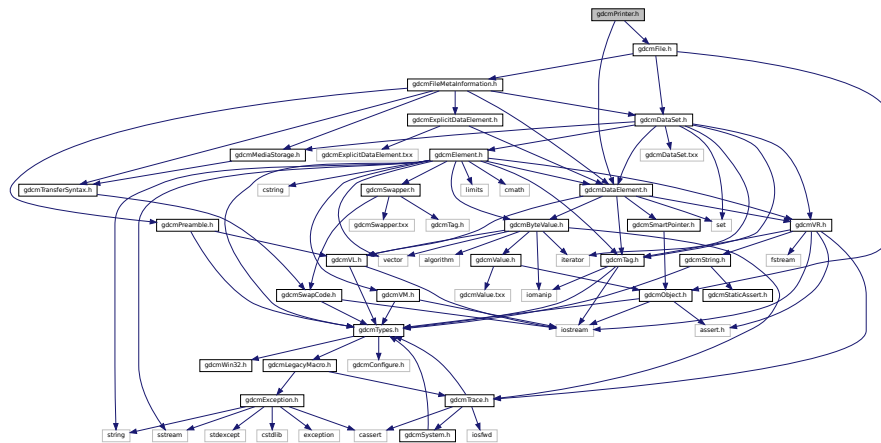 gdcmPrinter.h
gdcmFile.h
gdcmFileMetaInformation.h
gdcmExplicitDataElement.h
gdcmDataSet.h
gdcmMediaStorage.h
gdcmExplicitDataElement.txx
gdcmElement.h
gdcmDataSet.txx
gdcmTransferSyntax.h
cstring
gdcmSwapper.h
limits
cmath
gdcmDataElement.h
gdcmPreamble.h
gdcmSwapper.txx
gdcmTag.h
gdcmByteValue.h
gdcmSmartPointer.h
set
gdcmVR.h
gdcmVL.h
vector
algorithm
gdcmValue.h
iterator
gdcmTag.h
gdcmString.h
fstream
gdcmSwapCode.h
gdcmVM.h
gdcmValue.txx
iomanip
gdcmObject.h
gdcmStaticAssert.h
gdcmTypes.h
iostream
assert.h
gdcmWin32.h
gdcmLegacyMacro.h
gdcmConfigure.h
gdcmException.h
gdcmTrace.h
string
sstream
stdexcept
cstdlib
exception
cassert
gdcmSystem.h
iosfwd